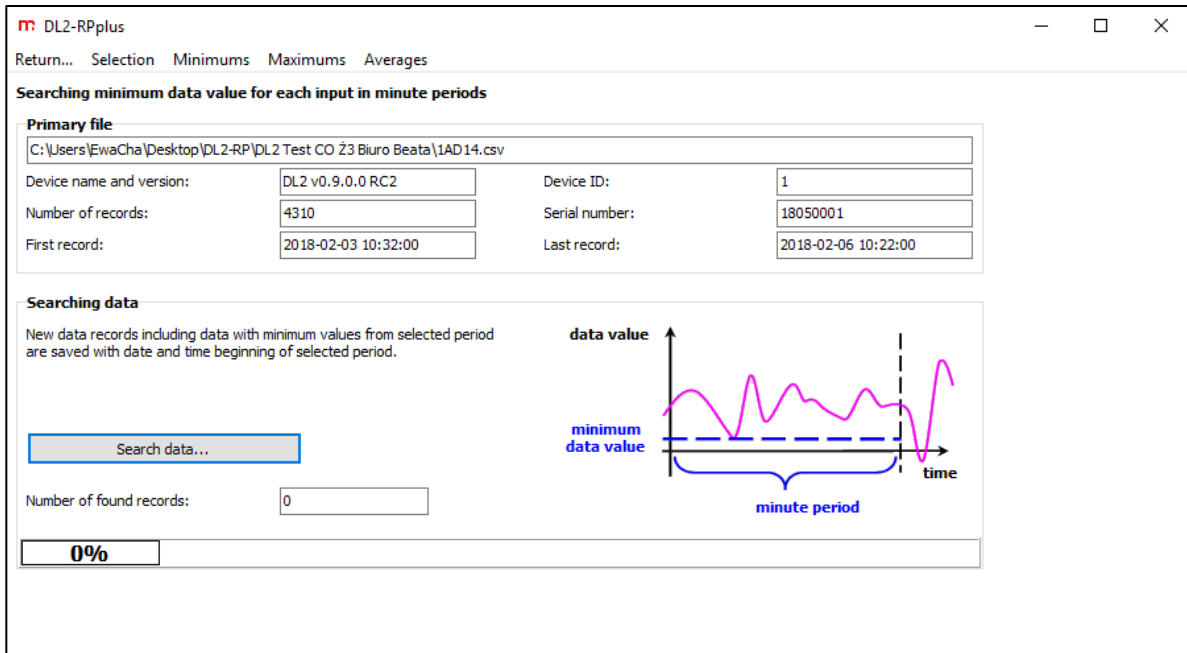 DL2-RPplus
Return... Selection Minimums Maximums Averages
Searching minimum data value for each input in minute periods
Primary file
C:\Users\EwaCha\Desktop\DL2-RP\DL2 Test CO Ż3 Biuro Beata\1AD14.csv
Device name and version: DL2 v0.9.0.0 RC2 Device ID: 1
Number of records: 4310 Serial number: 18050001
First record: 2018-02-03 10:32:00 Last record: 2018-02-06 10:22:00
Searching data
New data records including data with minimum values from selected period
are saved with date and time beginning of selected period.
data value
minimum
data value
time
minute period
Search data...
Number of found records: 0
0%